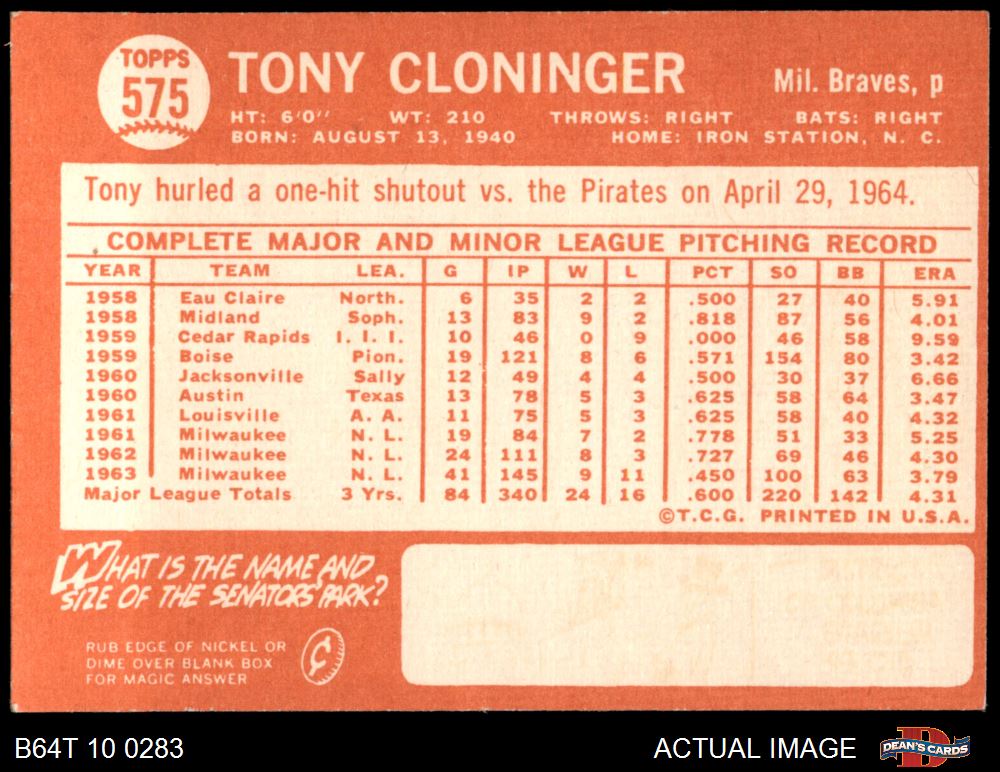 TOPPS
575
TONY CLONINGER
Mil. Braves, p
HT: 6'0" WT: 210 THROWS: RIGHT BATS: RIGHT
BORN: AUGUST 13, 1940 HOME: IRON STATION, N. C.
Tony hurled a one-hit shutout vs. the Pirates on April 29, 1964.
COMPLETE MAJOR AND MINOR LEAGUE PITCHING RECORD
YEAR TEAM LEA. G IP W L PCT SO BB ERA
1958 Eau Claire North. 6 35 2 2 .500 27 40 5.91
1958 Midland Soph. 13 83 9 2 .818 87 56 4.01
1959 Cedar Rapids I. I. I. 10 46 0 9 .000 46 58 9.59
1959 Boise Pion. 19 121 8 6 .571 154 80 3.42
1960 Jacksonville Sally 12 49 4 4 .500 30 37 6.66
1960 Austin Texas 13 78 5 3 .625 58 64 3.47
1961 Louisville A. A. 11 75 5 3 .625 58 40 4.32
1961 Milwaukee N. L. 19 84 7 2 .778 51 33 5.25
1962 Milwaukee N. L. 24 111 8 3 .727 69 46 4.30
1963 Milwaukee N. L. 41 145 9 11 .450 100 63 3.79
Major League Totals 3 Yrs. 84 340 24 16 .600 220 142 4.31
©T.C.G. PRINTED IN U.S.A.
WHAT IS THE NAME AND
SIZE OF THE SENATORS' PARK?
RUB EDGE OF NICKEL OR
DIME OVER BLANK BOX
FOR MAGIC ANSWER
¢
B64T 10 0283
ACTUAL IMAGE
D
DEAN'S CARDS